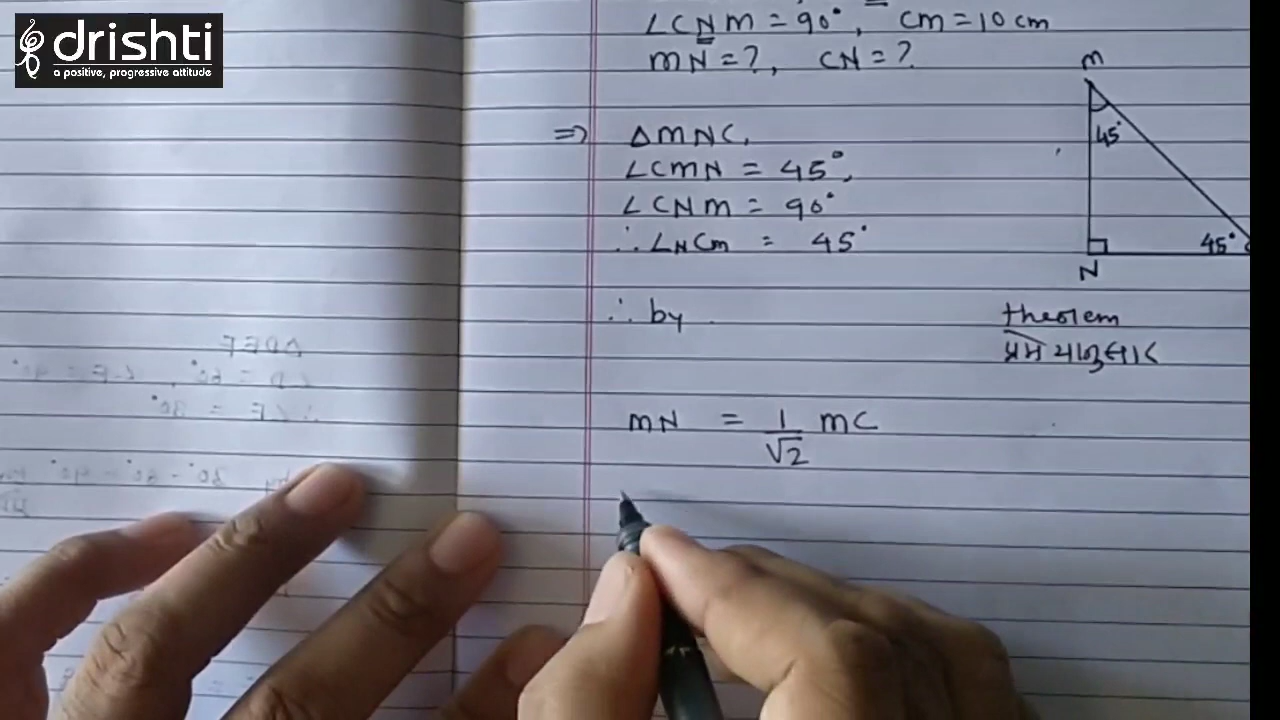 drishti
a positive, progressive attitude
∠CNM = 90°, CM = 10 cm
MN = ?, CN = ?
⇒ ΔMNC,
∠CMN = 45°,
∠CNM = 90°
∴ ∠NCM = 45°
∴ by
MN = 1/√2 MC
M
45°
45°
N
theorem